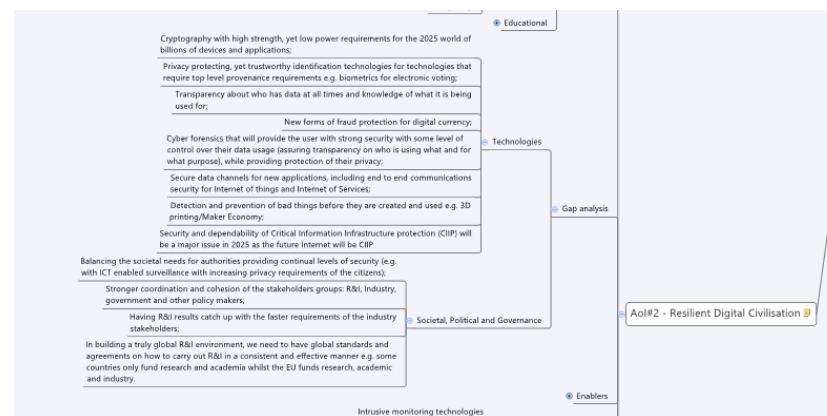 Educational
Cryptography with high strength, yet low power requirements for the 2025 world of
billions of devices and applications;
Privacy protecting, yet trustworthy identification technologies for technologies that
require top level provenance requirements e.g. biometrics for electronic voting;
Transparency about who has data at all times and knowledge of what it is being
used for;
New forms of fraud protection for digital currency;
Cyber forensics that will provide the user with strong security with some level of
control over their data usage (assuring transparency on who is using what and for
what purpose), while providing protection of their privacy;
Technologies
Secure data channels for new applications, including end to end communications
security for Internet of things and Internet of Services;
Detection and prevention of bad things before they are created and used e.g. 3D
printing/Maker Economy;
Gap analysis
Security and dependability of Critical Information Infrastructure protection (CIIP) will
be a major issue in 2025 as the future Internet will be CIIP
Balancing the societal needs for authorities providing continual levels of security (e.g.
with ICT enabled surveillance with increasing privacy requirements of the citizens);
Stronger coordination and cohesion of the stakeholders groups: R&I, Industry,
government and other policy makers;
Having R&I results catch up with the faster requirements of the industry
stakeholders;
Societal, Political and Governance
AoI#2 - Resilient Digital Civilisation
In building a truly global R&I environment, we need to have global standards and
agreements on how to carry out R&I in a consistent and effective manner e.g. some
countries only fund research and academia whilst the EU funds research, academic
and industry.
Enablers
Intrusive monitoring technologies